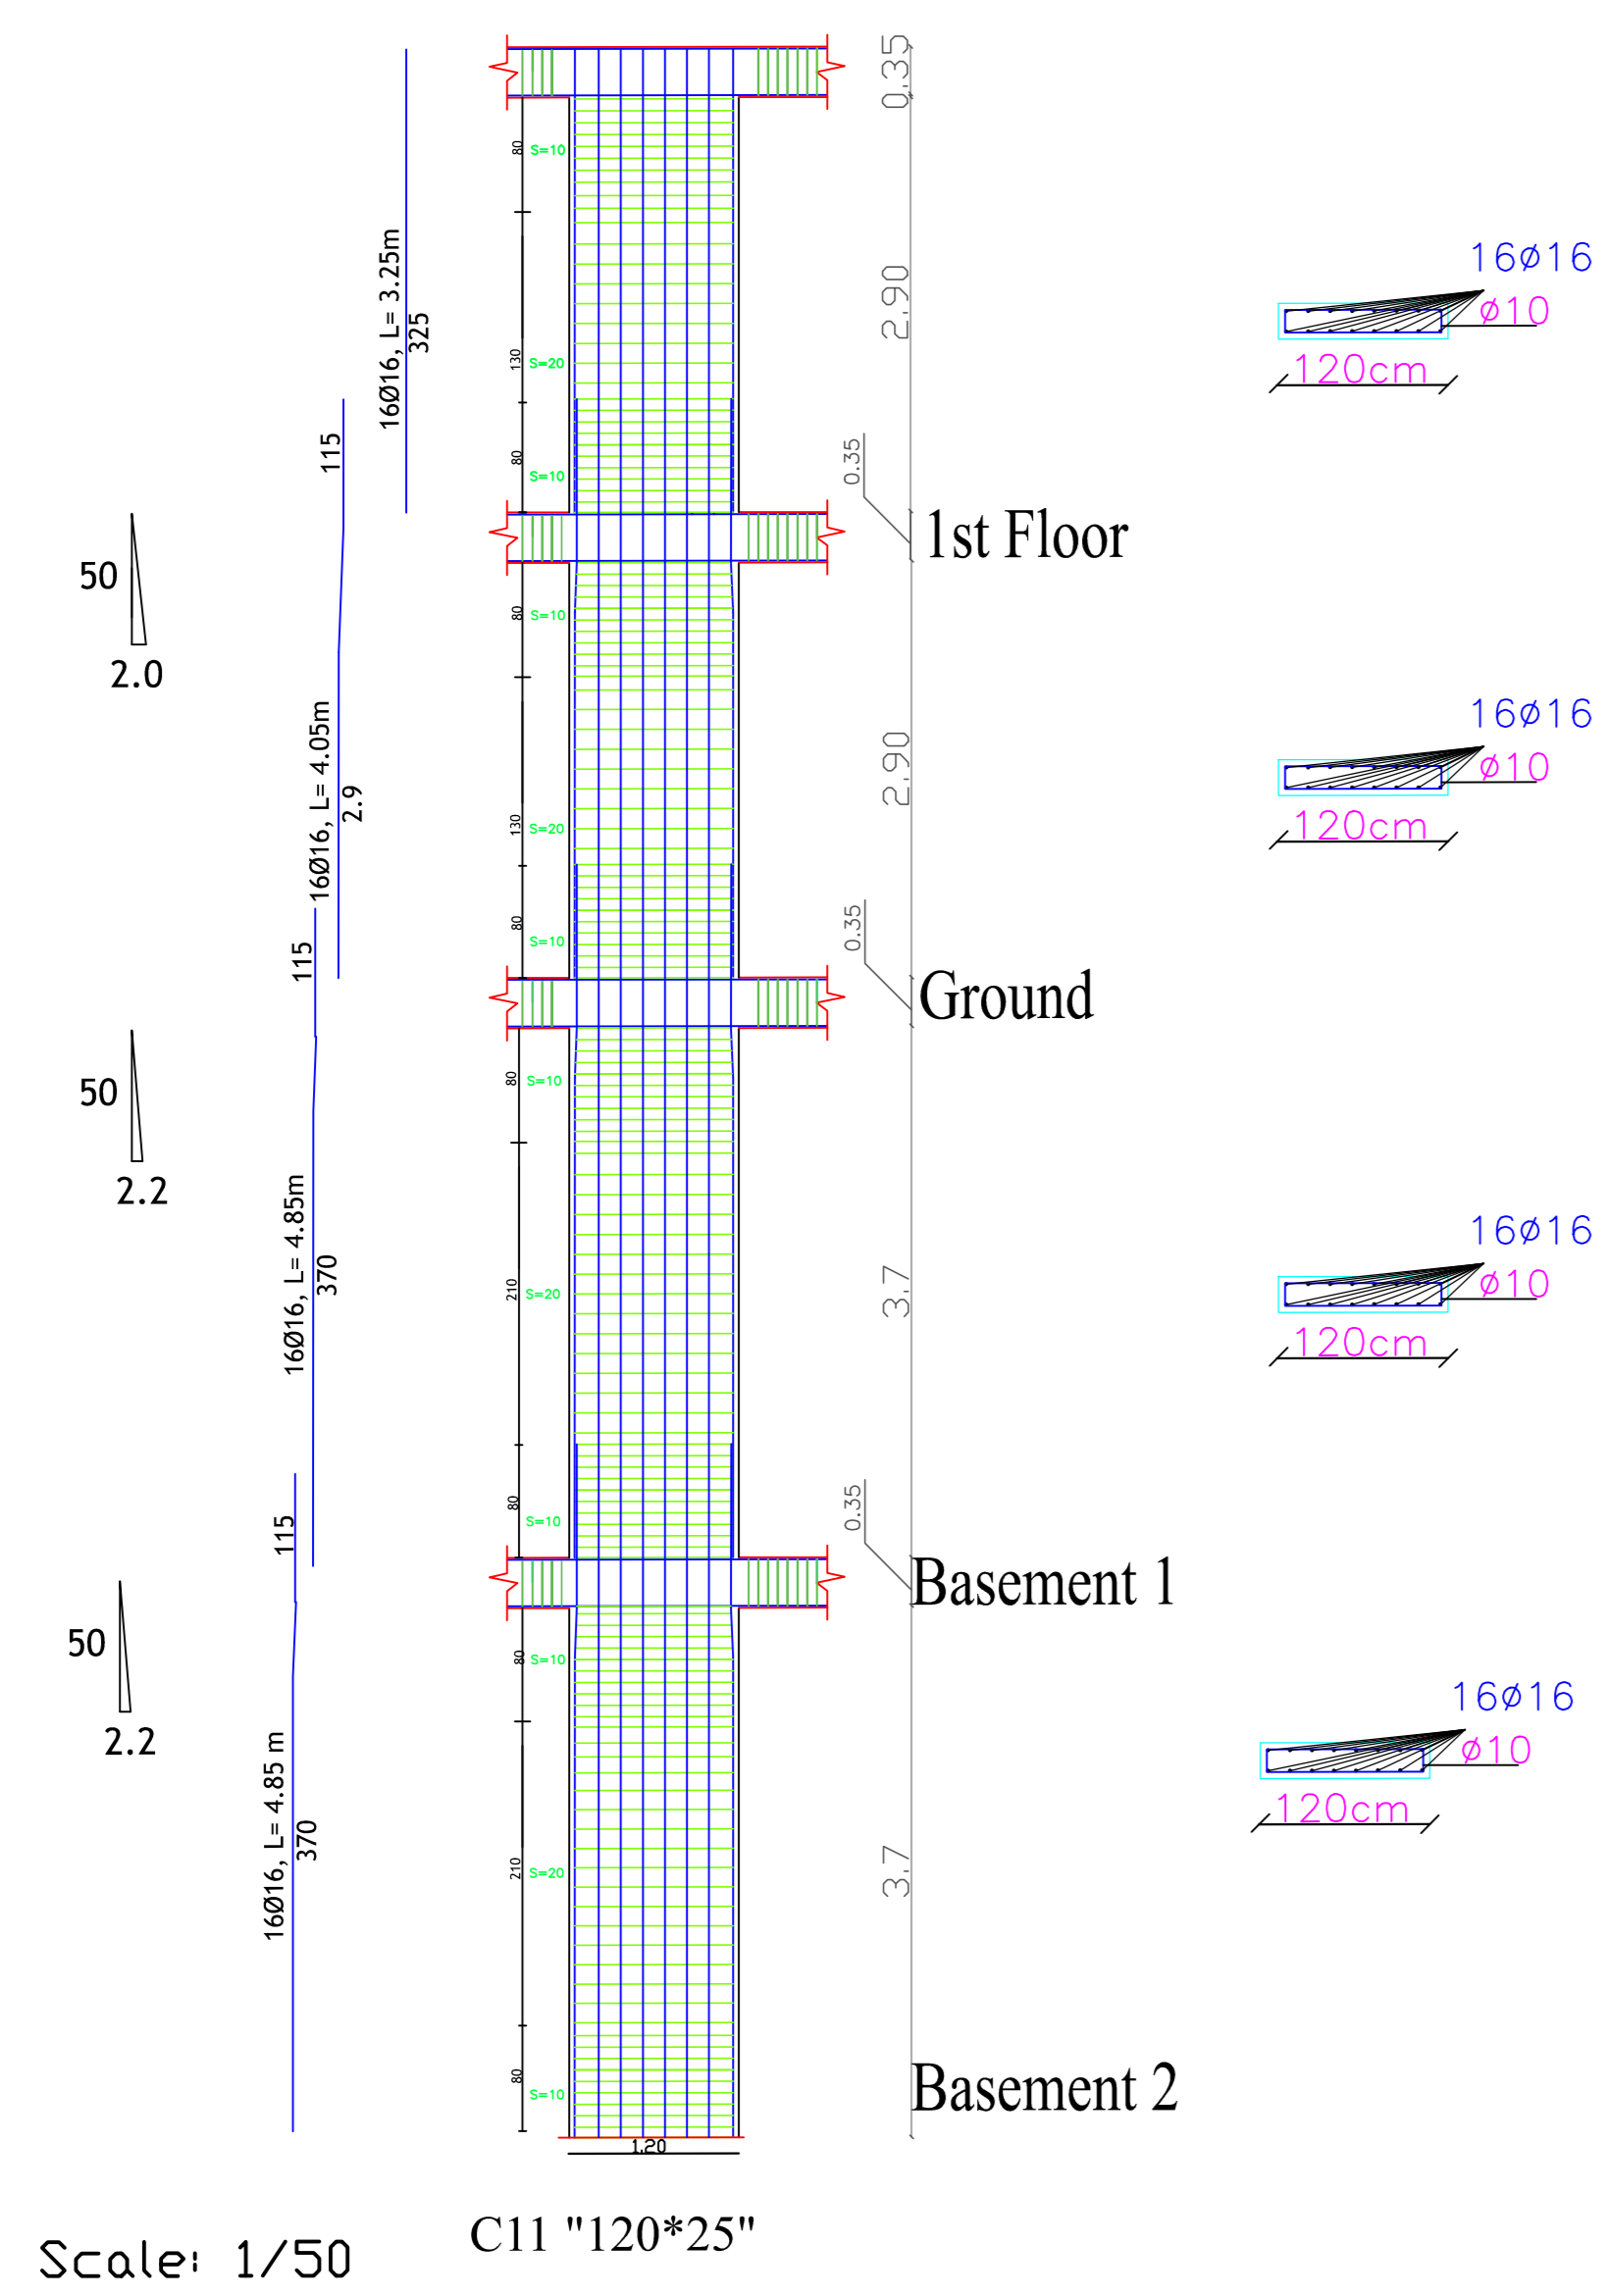 0.35
80
S=10
16Ø16, L= 3.25m
325
2.90
16ø16
ø10
120cm
130
S=20
115
80
S=10
0.35
1st Floor
50
2.0
80
S=10
16Ø16, L= 4.05m
2.9
2.90
16ø16
ø10
120cm
130
S=20
115
80
S=10
0.35
Ground
50
2.2
80
S=10
16Ø16, L= 4.85m
370
210
S=20
3.7
16ø16
ø10
120cm
115
80
S=10
0.35
Basement 1
50
2.2
80
S=10
16Ø16, L= 4.85 m
370
210
S=20
3.7
16ø16
ø10
120cm
80
S=10
Basement 2
1.20
C11 "120*25"
Scale: 1/50